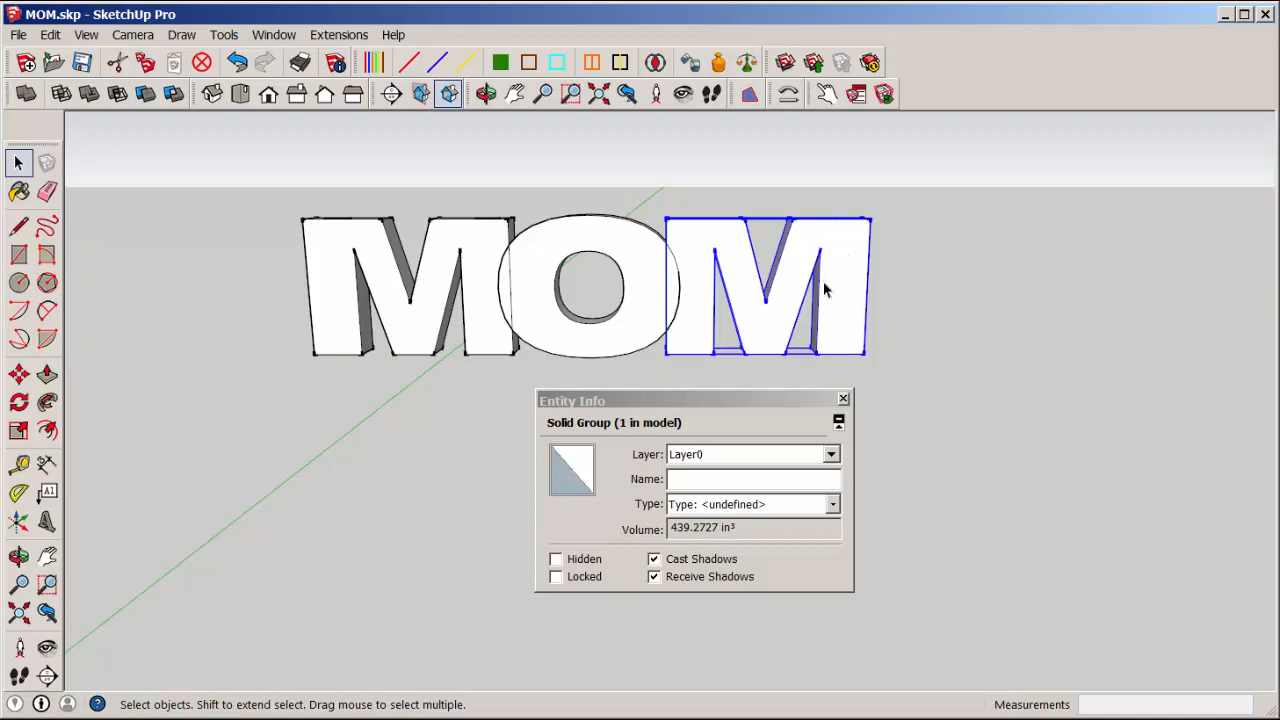 MOM.skp - SketchUp Pro
File Edit View Camera Draw Tools Window Extensions Help
MOM
Entity Info
Solid Group (1 in model)
Layer: Layer0
Name:
Type: Type: <undefined>
Volume: 439.2727 in³
Hidden Cast Shadows
Locked Receive Shadows
A1
Select objects. Shift to extend select. Drag mouse to select multiple. Measurements